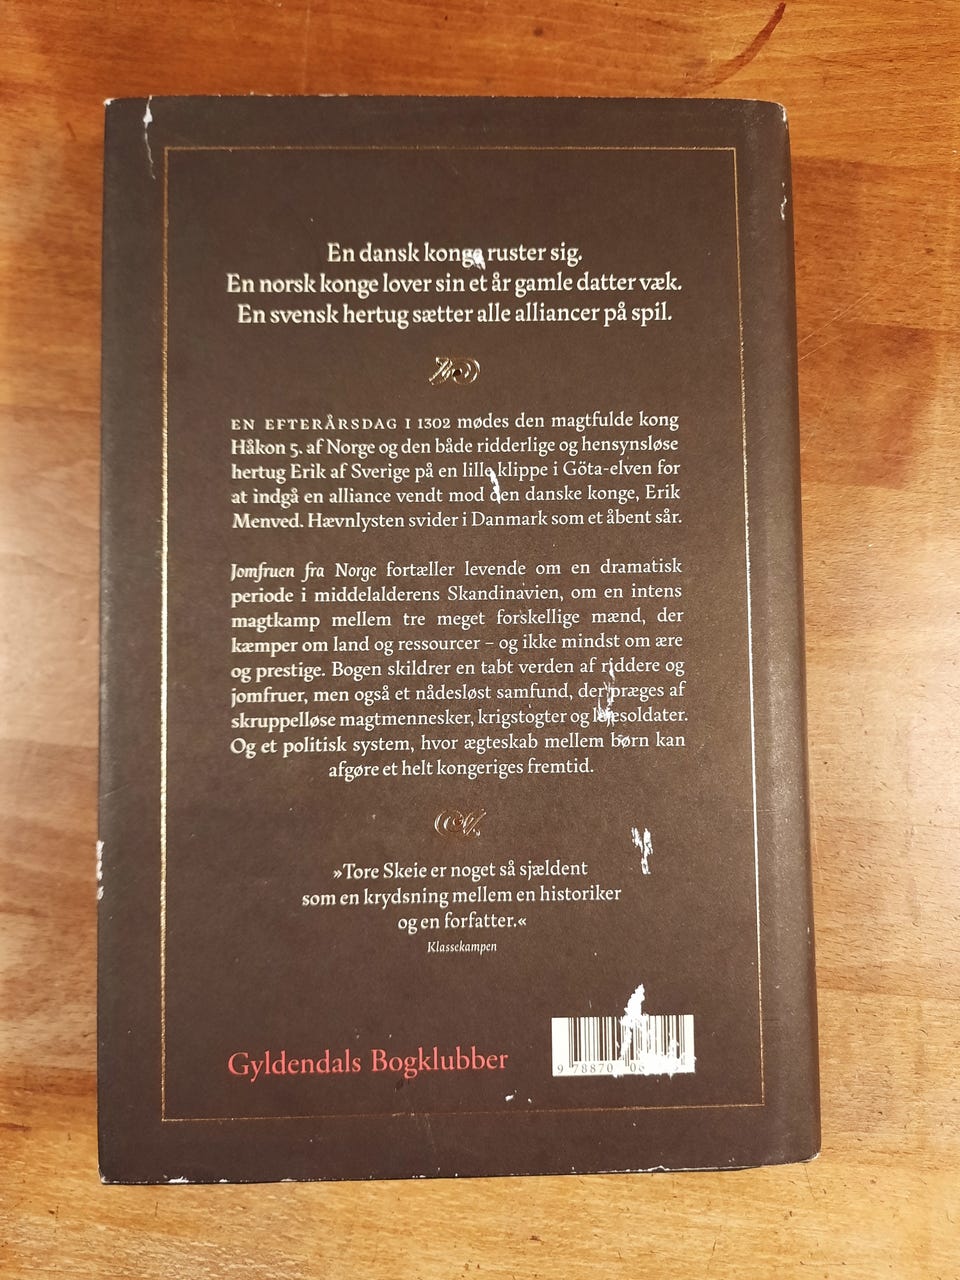 En dansk konge ruster sig.
En norsk konge lover sin et år gamle datter væk.
En svensk hertug sætter alle alliancer på spil.
EN EFTERÅRSDAG I 1302 mødes den magtfulde kong
Håkon 5. af Norge og den både ridderlige og hensynsløse
hertug Erik af Sverige på en lille klippe i Göta-elven for
at indgå en alliance vendt mod den danske konge, Erik
Menved. Hævnlysten svider i Danmark som et åbent sår.
Jomfruen fra Norge fortæller levende om en dramatisk
periode i middelalderens Skandinavien, om en intens
magtkamp mellem tre meget forskellige mænd, der
kæmper om land og ressourcer – og ikke mindst om ære
og prestige. Bogen skildrer en tabt verden af riddere og
jomfruer, men også et nådesløst samfund, der præges af
skruppelløse magtmennesker, krigstogter og lejesoldater.
Og et politisk system, hvor ægteskab mellem børn kan
afgøre et helt kongeriges fremtid.
»Tore Skeie er noget så sjældent
som en krydsning mellem en historiker
og en forfatter.«
Klassekampen
Gyldendals Bogklubber
9 78870